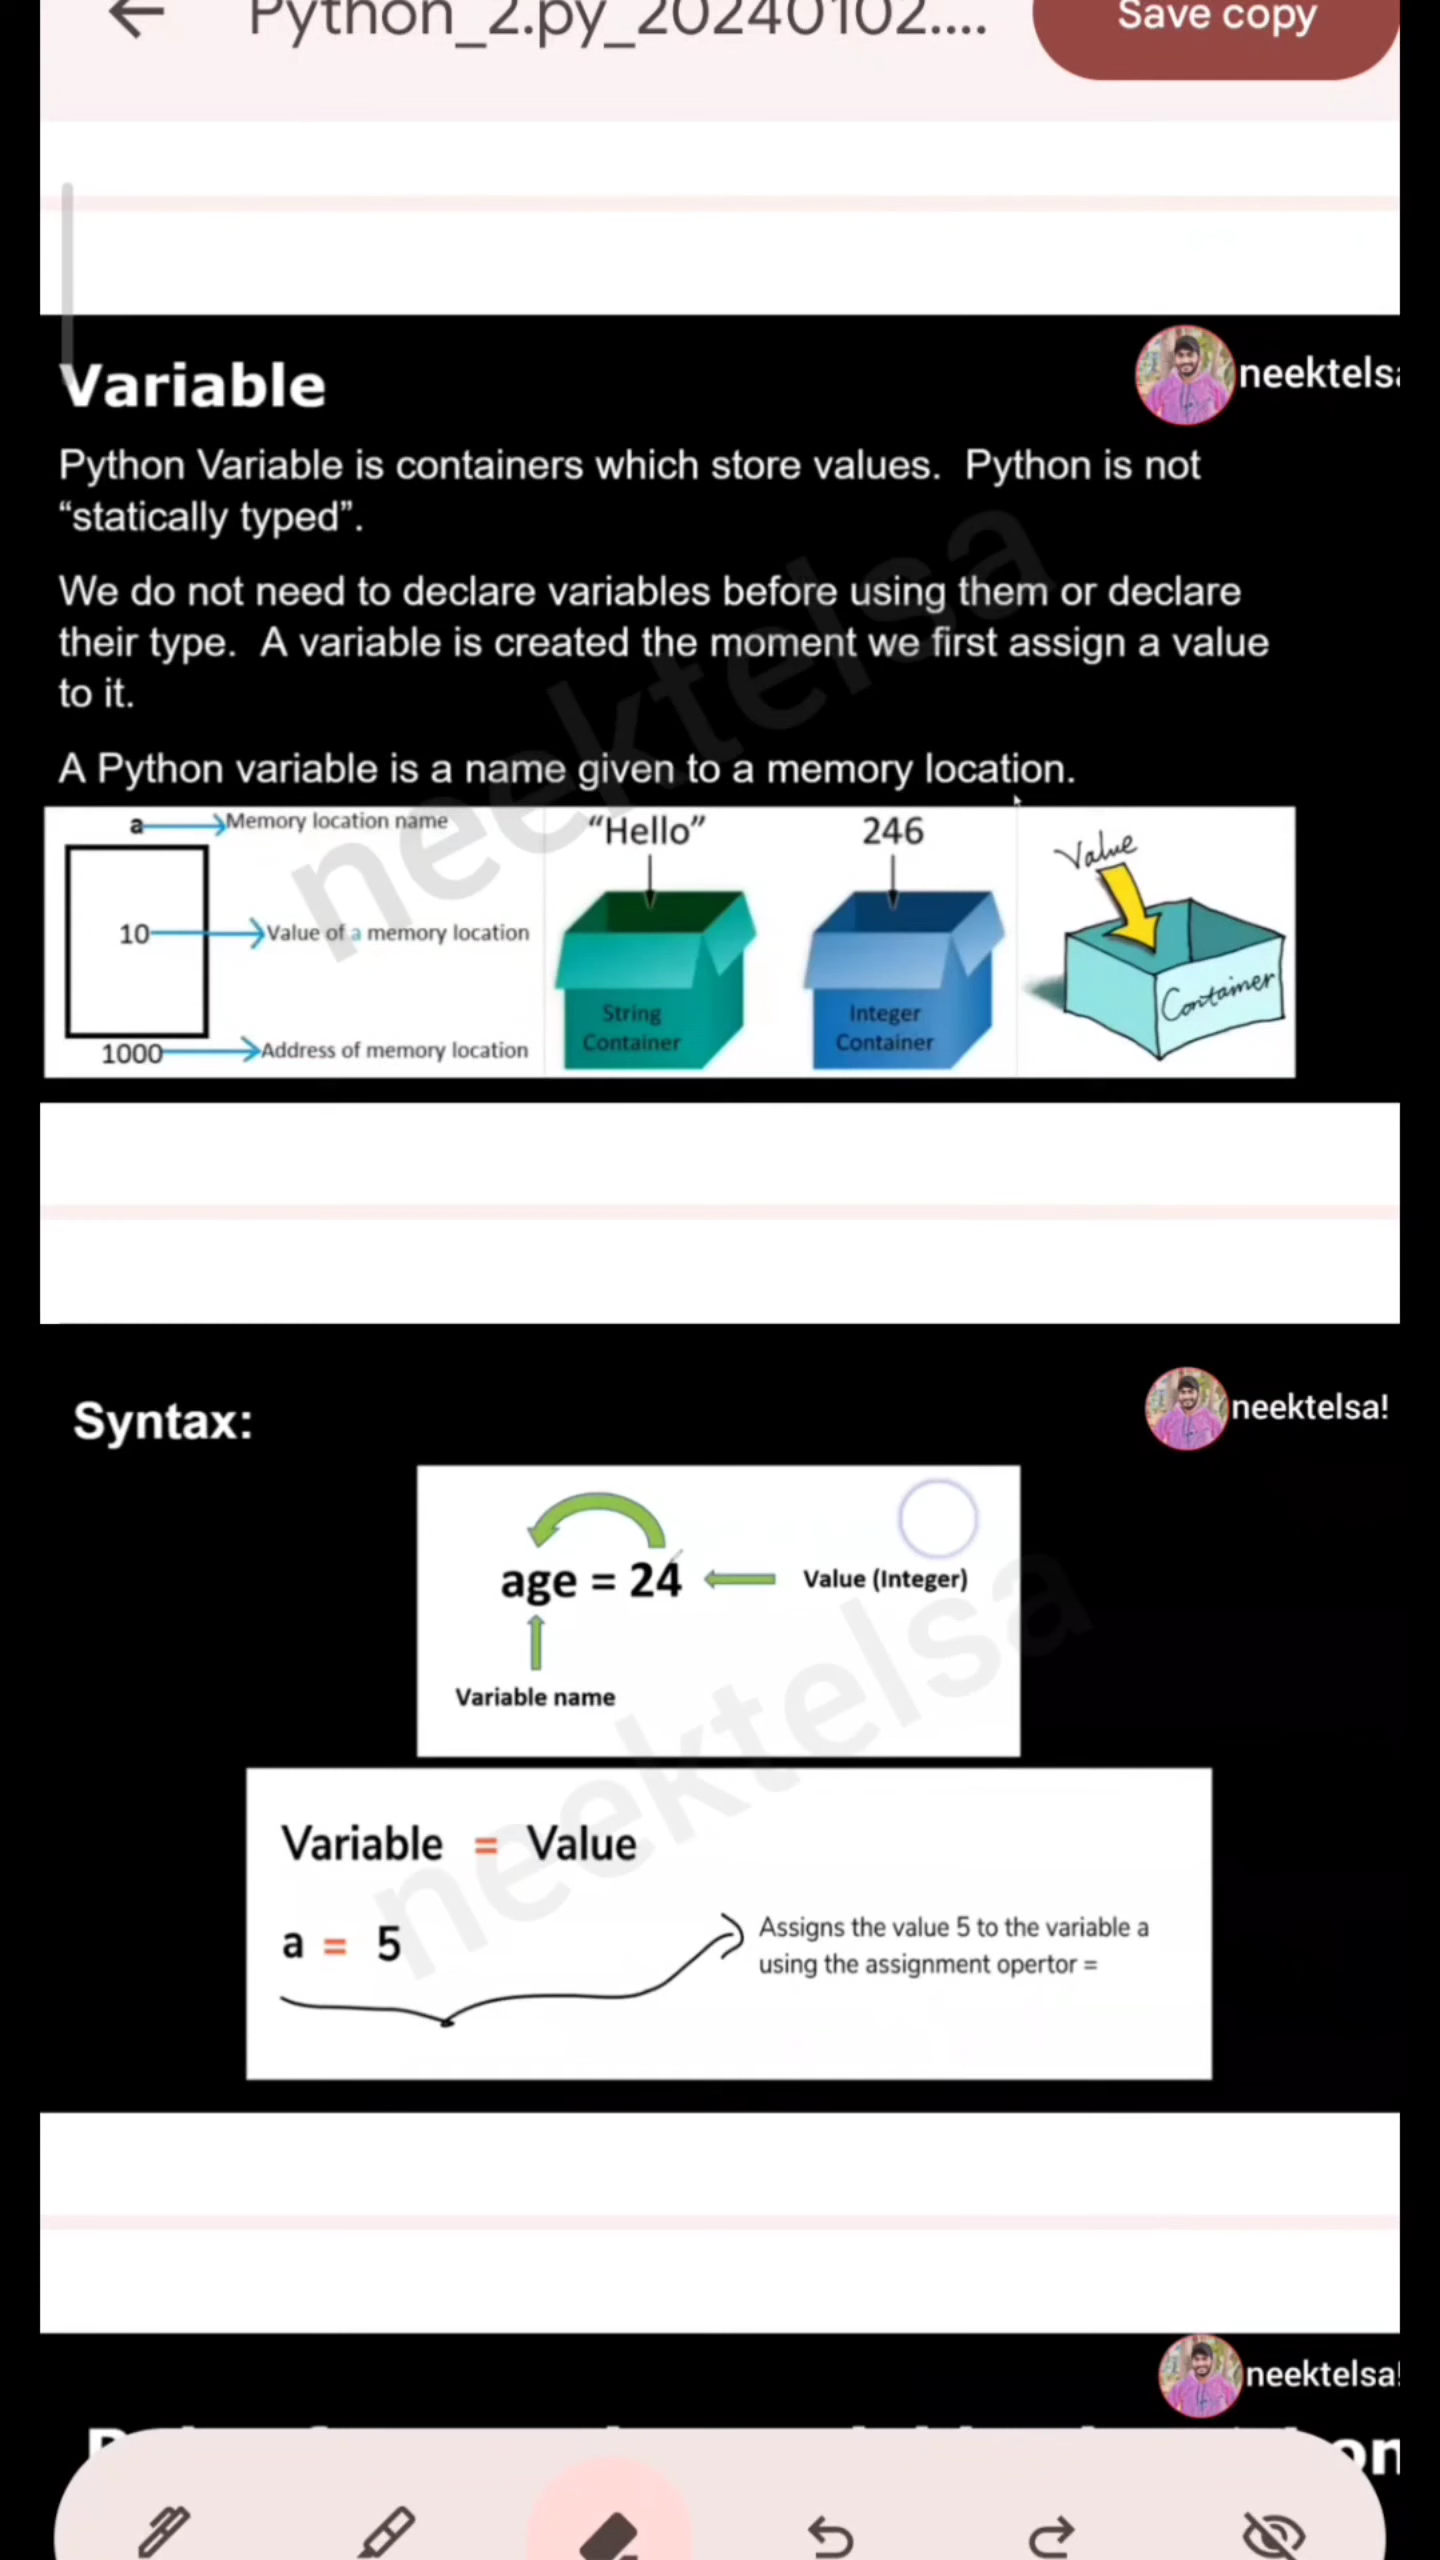 Python_2.py_20240102....
Save copy
Variable
neektelsa
Python Variable is containers which store values. Python is not
“statically typed”.
We do not need to declare variables before using them or declare
their type. A variable is created the moment we first assign a value
to it.
A Python variable is a name given to a memory location.
a
Memory location name
10
Value of a memory location
1000
Address of memory location
“Hello”
String
Container
246
Integer
Container
Value
Container
neektelsa
Syntax:
neektelsa!
age = 24
Value (Integer)
Variable name
Variable = Value
a = 5
Assigns the value 5 to the variable a
using the assignment opertor =
neektelsa
neektelsa!